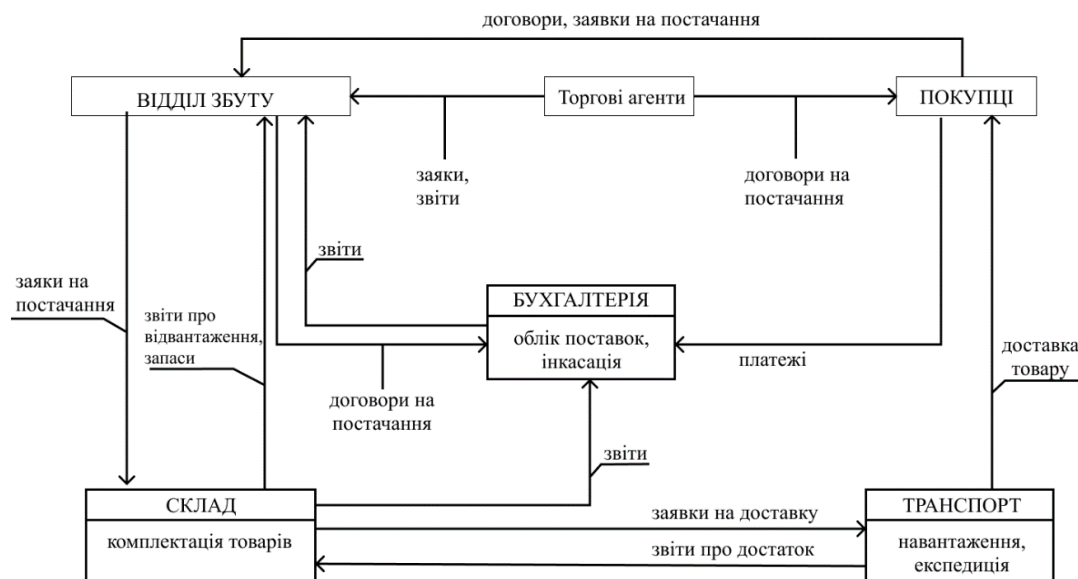 договори, заявки на постачання
ВІДДІЛ ЗБУТУ
Торгові агенти
ПОКУПЦІ
заяки,
звіти
договори на
постачання
звіти
заяки на
постачання
звіти про
відвантаження,
запаси
БУХГАЛТЕРІЯ
облік поставок,
інкасація
платежі
доставка
товару
договори на
постачання
звіти
СКЛАД
комплектація товарів
заявки на доставку
звіти про достаток
ТРАНСПОРТ
навантаження,
експедиція